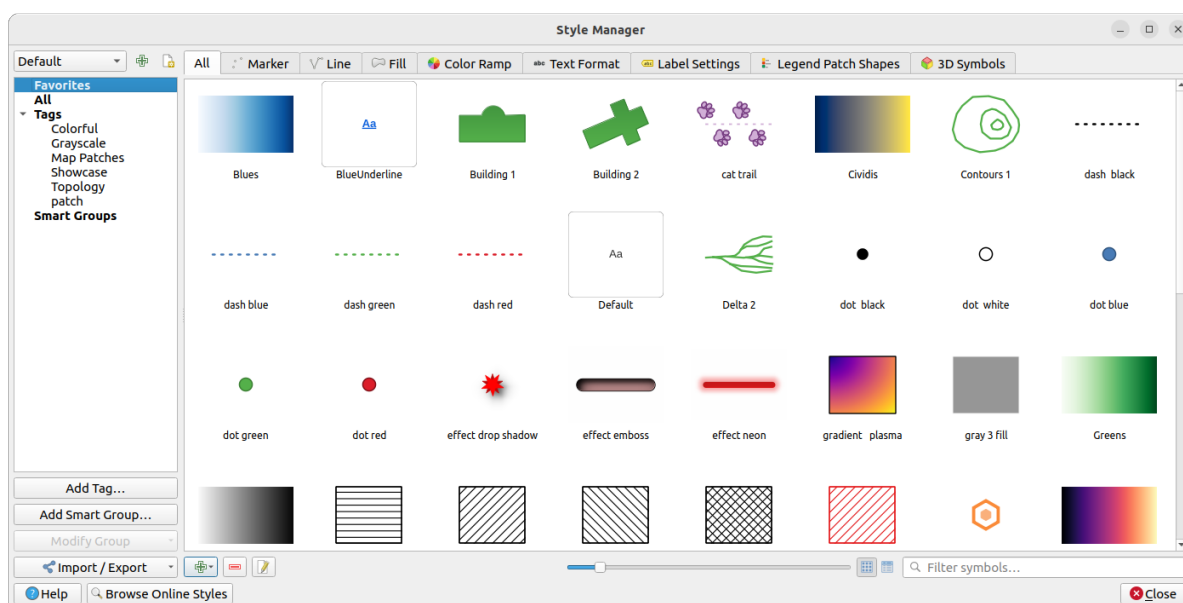 Style Manager
Default
All
Marker
Line
Fill
Color Ramp
abc Text Format
abc Label Settings
Legend Patch Shapes
3D Symbols
Favorites
All
Tags
Colorful
Grayscale
Map Patches
Showcase
Topology
patch
Smart Groups
Aa
Blues
BlueUnderline
Building 1
Building 2
cat trail
Cividis
Contours 1
dash black
Aa
dash blue
dash green
dash red
Default
Delta 2
dot black
dot white
dot blue
dot green
dot red
effect drop shadow
effect emboss
effect neon
gradient plasma
gray 3 fill
Greens
Add Tag...
Add Smart Group...
Modify Group
Import / Export
Filter symbols...
Help
Browse Online Styles
Close